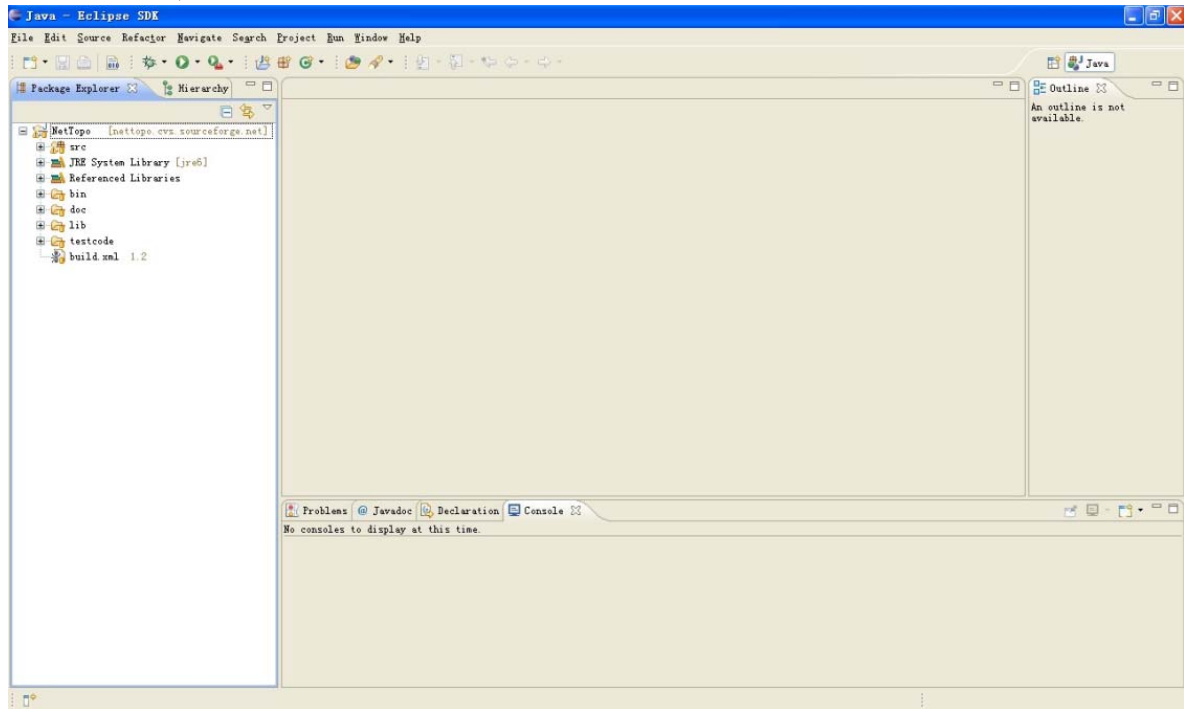 Java - Eclipse SDK
File Edit Source Refactor Navigate Search Project Run Window Help
Java
Package Explorer Hierarchy
NetTopo [nettopo.cvs.sourceforge.net]
src
JRE System Library [jre6]
Referenced Libraries
bin
doc
lib
testcode
build.xml 1.2
Outline
An outline is not
available.
Problems @ Javadoc Declaration Console
No consoles to display at this time.